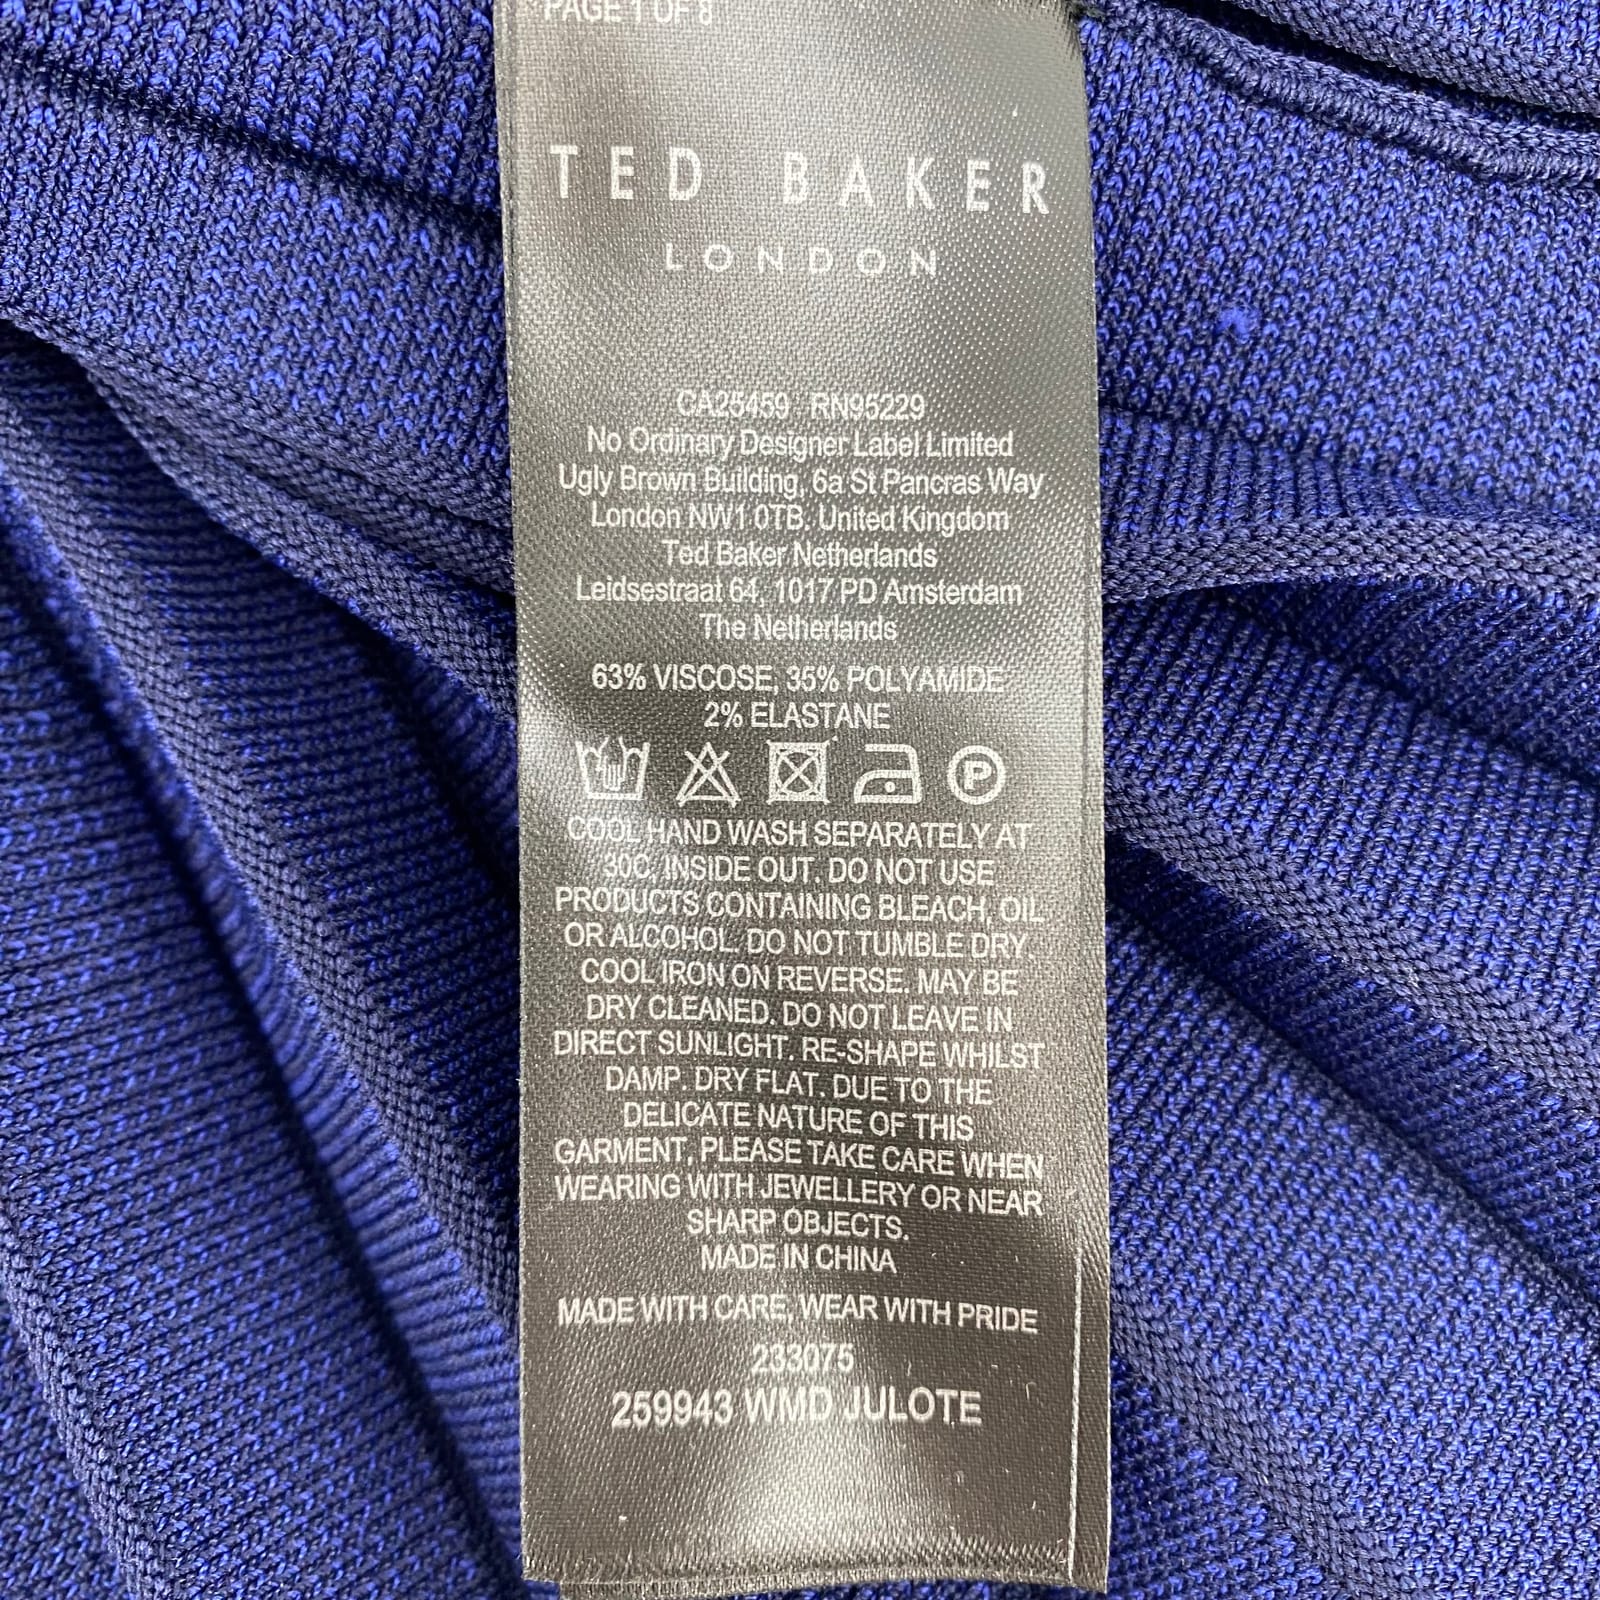 PAGE 1 OF 8
TED BAKER
LONDON
CA25459 RN95229
No Ordinary Designer Label Limited
Ugly Brown Building, 6a St Pancras Way
London NW1 0TB. United Kingdom
Ted Baker Netherlands
Leidsestraat 64, 1017 PD Amsterdam
The Netherlands
63% VISCOSE, 35% POLYAMIDE
2% ELASTANE
P
COOL HAND WASH SEPARATELY AT
30C. INSIDE OUT. DO NOT USE
PRODUCTS CONTAINING BLEACH, OIL
OR ALCOHOL. DO NOT TUMBLE DRY.
COOL IRON ON REVERSE. MAY BE
DRY CLEANED. DO NOT LEAVE IN
DIRECT SUNLIGHT. RE-SHAPE WHILST
DAMP. DRY FLAT. DUE TO THE
DELICATE NATURE OF THIS
GARMENT, PLEASE TAKE CARE WHEN
WEARING WITH JEWELLERY OR NEAR
SHARP OBJECTS.
MADE IN CHINA
MADE WITH CARE, WEAR WITH PRIDE
233075
259943 WMD JULOTE